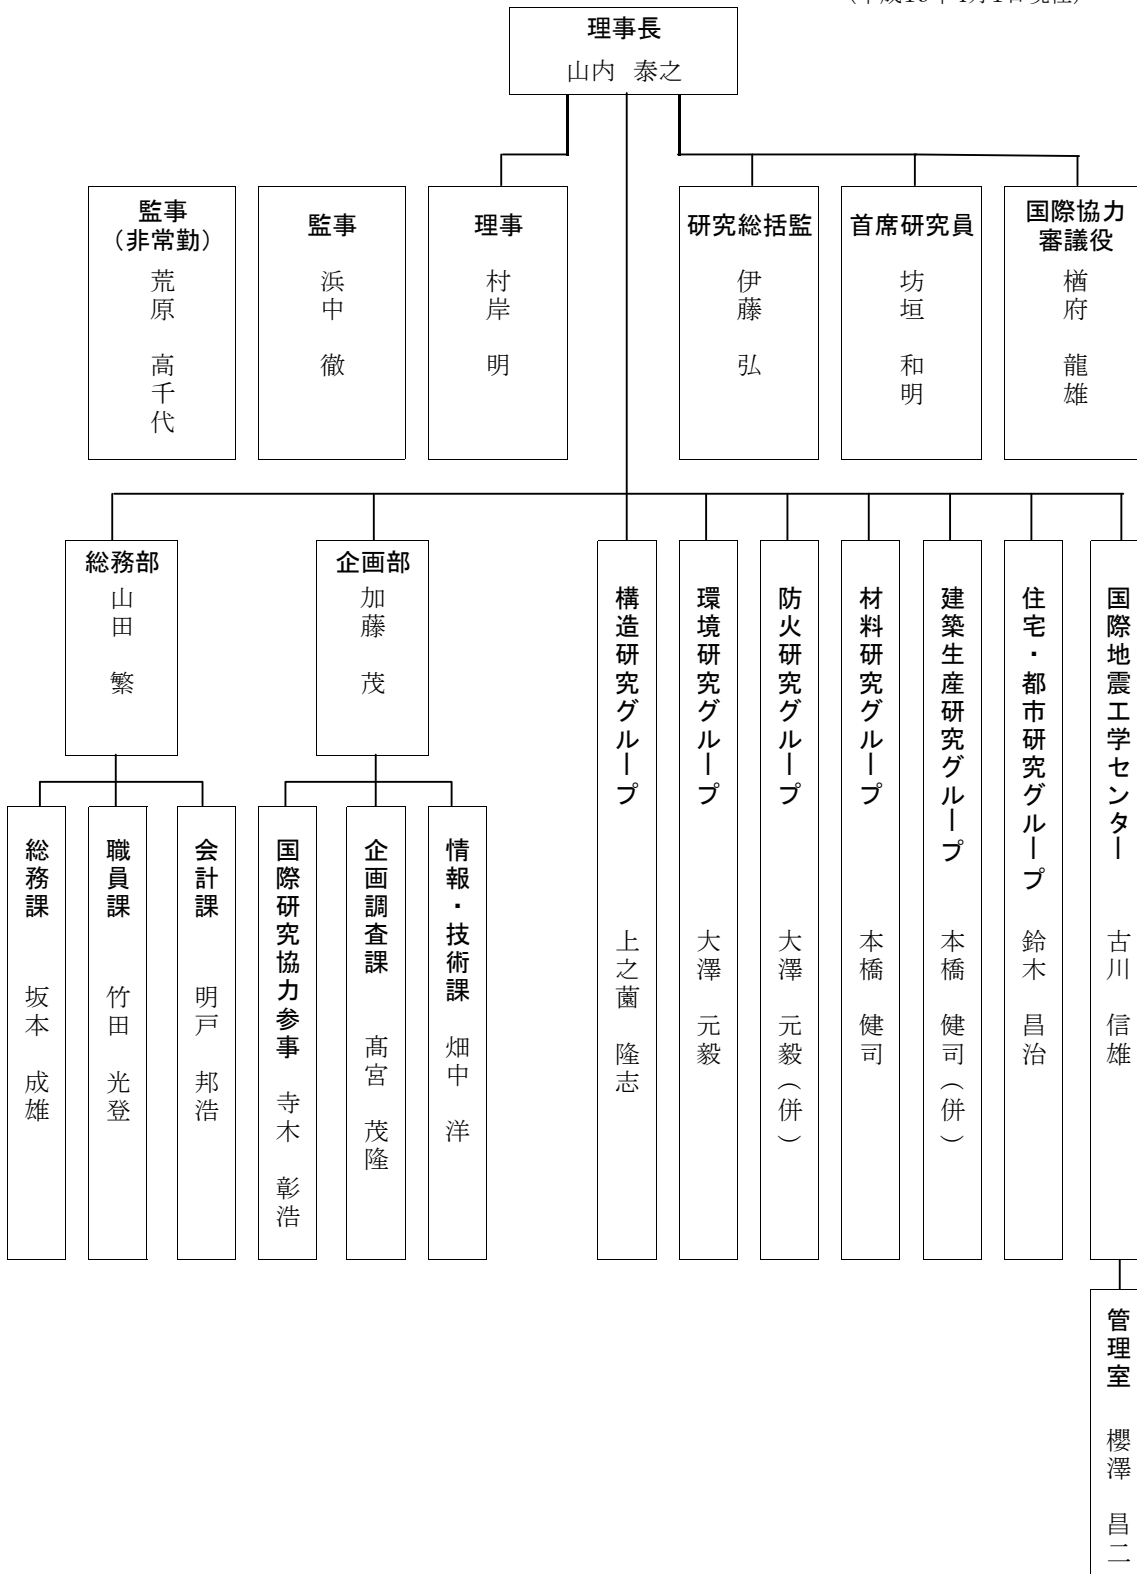 理事長
山内 泰之
監事
（非常勤）
荒原 高千代
監事
浜中 徹
理事
村岸 明
研究総括監
伊藤 弘
首席研究員
坊垣 和明
国際協力
審議役
楢府 龍雄
総務部
山田 繁
企画部
加藤 茂
構造研究グループ 上之薗 隆志
環境研究グループ 大澤 元毅
防火研究グループ 大澤 元毅（併）
材料研究グループ 本橋 健司
建築生産研究グループ 本橋 健司（併）
住宅・都市研究グループ 鈴木 昌治
国際地震工学センター 古川 信雄
総務課 坂本 成雄
職員課 竹田 光登
会計課 明戸 邦浩
国際研究協力参事 寺木 彰浩
企画調査課 髙宮 茂隆
情報・技術課 畑中 洋
管理室 櫻澤 昌二